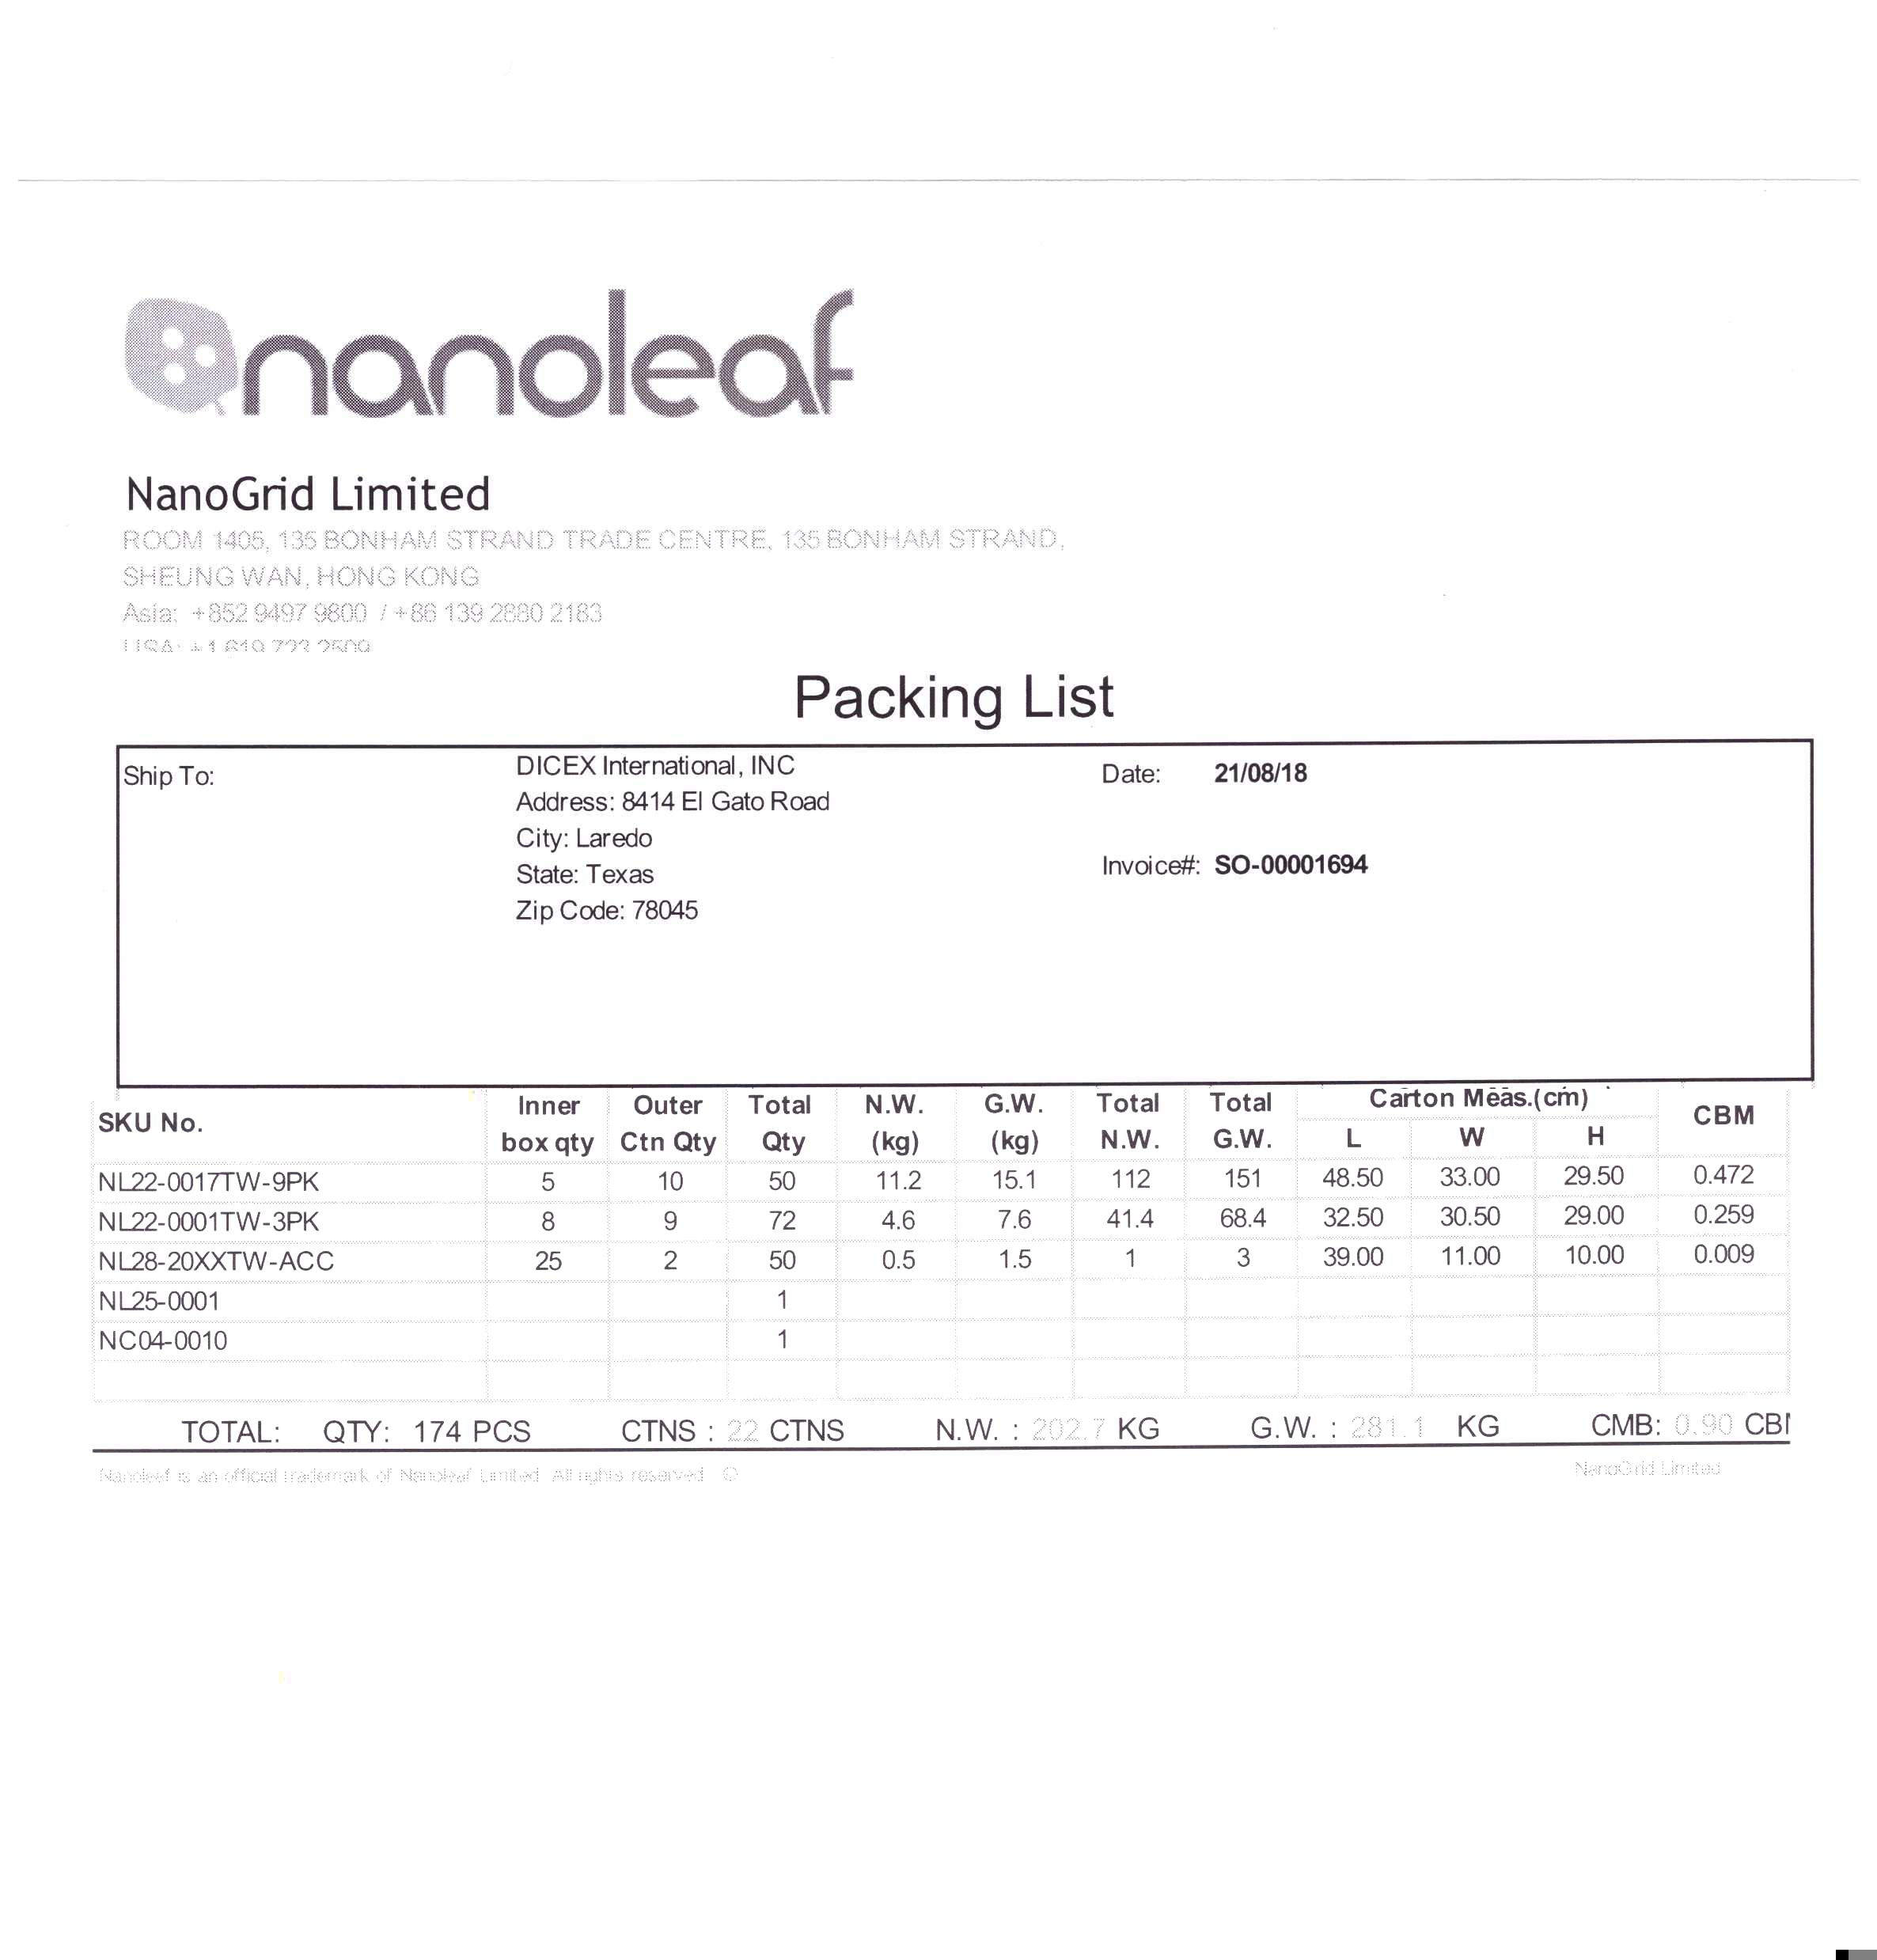 nanoleaf
NanoGrid Limited
ROOM 1405, 135 BONHAM STRAND TRADE CENTRE, 135 BONHAM STRAND,
SHEUNG WAN, HONG KONG
Asia: +852 9497 9800 / +86 139 2880 2183
USA: +1 619 723 2509
Packing List
Ship To: DICEX International, INC Date: 21/08/18
Address: 8414 El Gato Road
City: Laredo
State: Texas Invoice#: SO-00001694
Zip Code: 78045
SKU No. Inner box qty Outer Ctn Qty Total Qty N.W. (kg) G.W. (kg) Total N.W. Total G.W. Carton Meas.(cm) L W H CBM
NL22-0017TW-9PK 5 10 50 11.2 15.1 112 151 48.50 33.00 29.50 0.472
NL22-0001TW-3PK 8 9 72 4.6 7.6 41.4 68.4 32.50 30.50 29.00 0.259
NL28-20XXTW-ACC 25 2 50 0.5 1.5 1 3 39.00 11.00 10.00 0.009
NL25-0001 1
NC04-0010 1
TOTAL: QTY: 174 PCS CTNS : 22 CTNS N.W. : 202.7 KG G.W. : 281.1 KG CMB: 0.90 CBM
Nanoleaf is an official trademark of Nanoleaf Limited. All rights reserved. © NanoGrid Limited